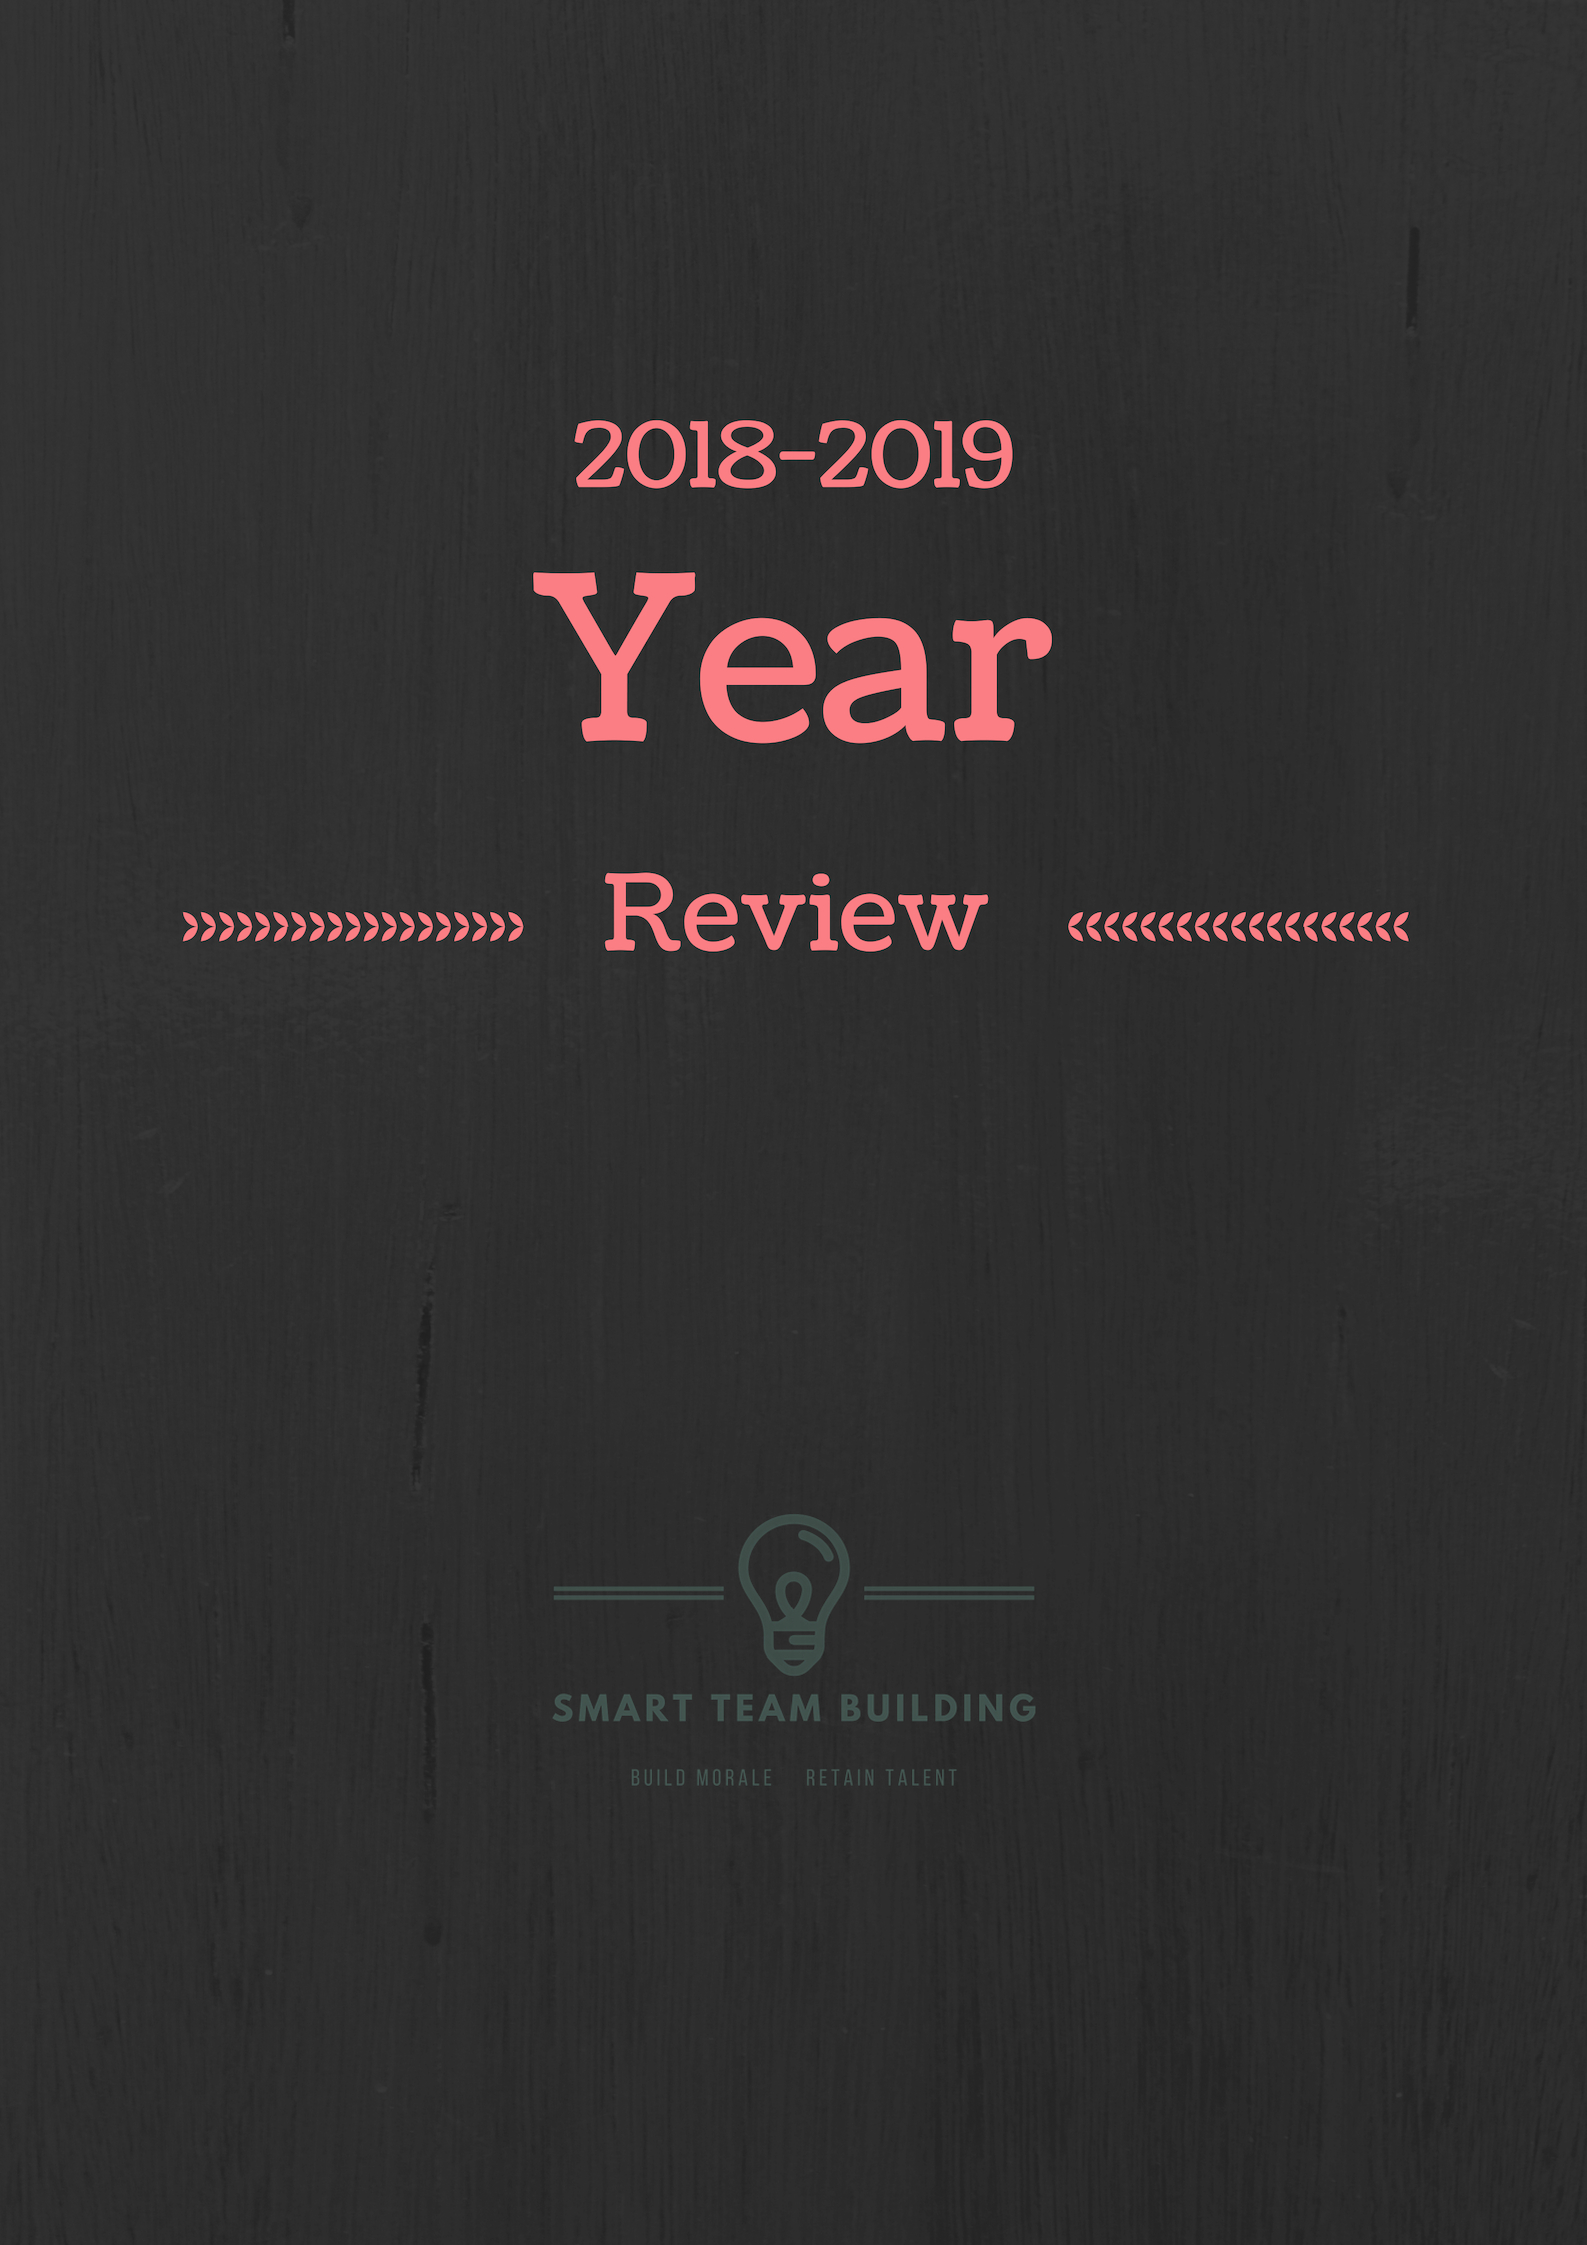 2018-2019
Year
Review
SMART TEAM BUILDING
BUILD MORALE RETAIN TALENT